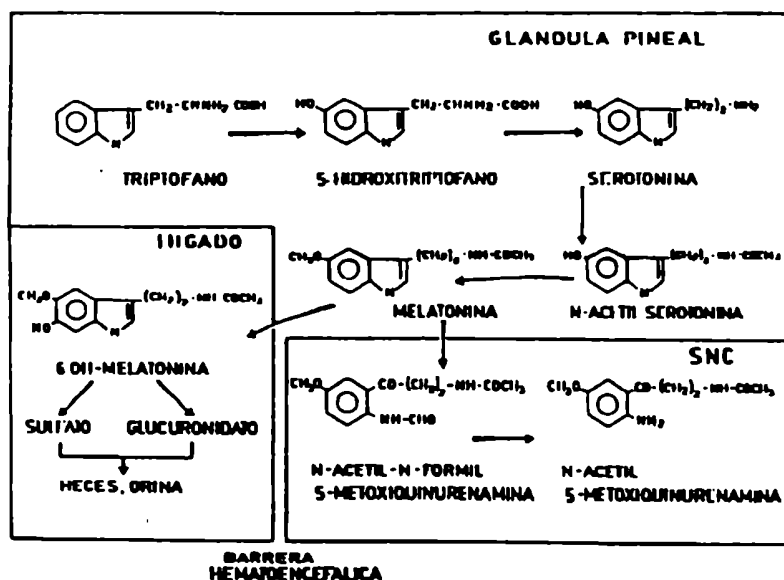 GLANDULA PINEAL
CH₂-CHNH₂ COOH
HO
CH₂-CHNH₂-COOH
HO
(CH₂)₂-NH₂
N
N
N
TRIPTOFANO
5-HIDROXITRIPTOFANO
SEROTONINA
HIGADO
CH₃O
(CH₂)₂-NH-COCH₃
HO
(CH₂)₂-NH-COCH₃
N
N
MELATONINA
N-ACETIL SEROTONINA
CH₃O
HO
(CH₂)₂-NH COCH₃
N
6 OH-MELATONINA
SULFATO
GLUCURONIDATO
HECES, ORINA
SNC
CH₃O
CO-(CH₂)₂-NH-COCH₃
NH-CHO
CH₃O
CO-(CH₂)₂-NH-COCH₃
NH₂
N-ACETIL-N-FORMIL
5-METOXIQUINURENAMINA
N-ACETIL
5-METOXIQUINURENAMINA
BARRERA
HEMATOENCEFALICA